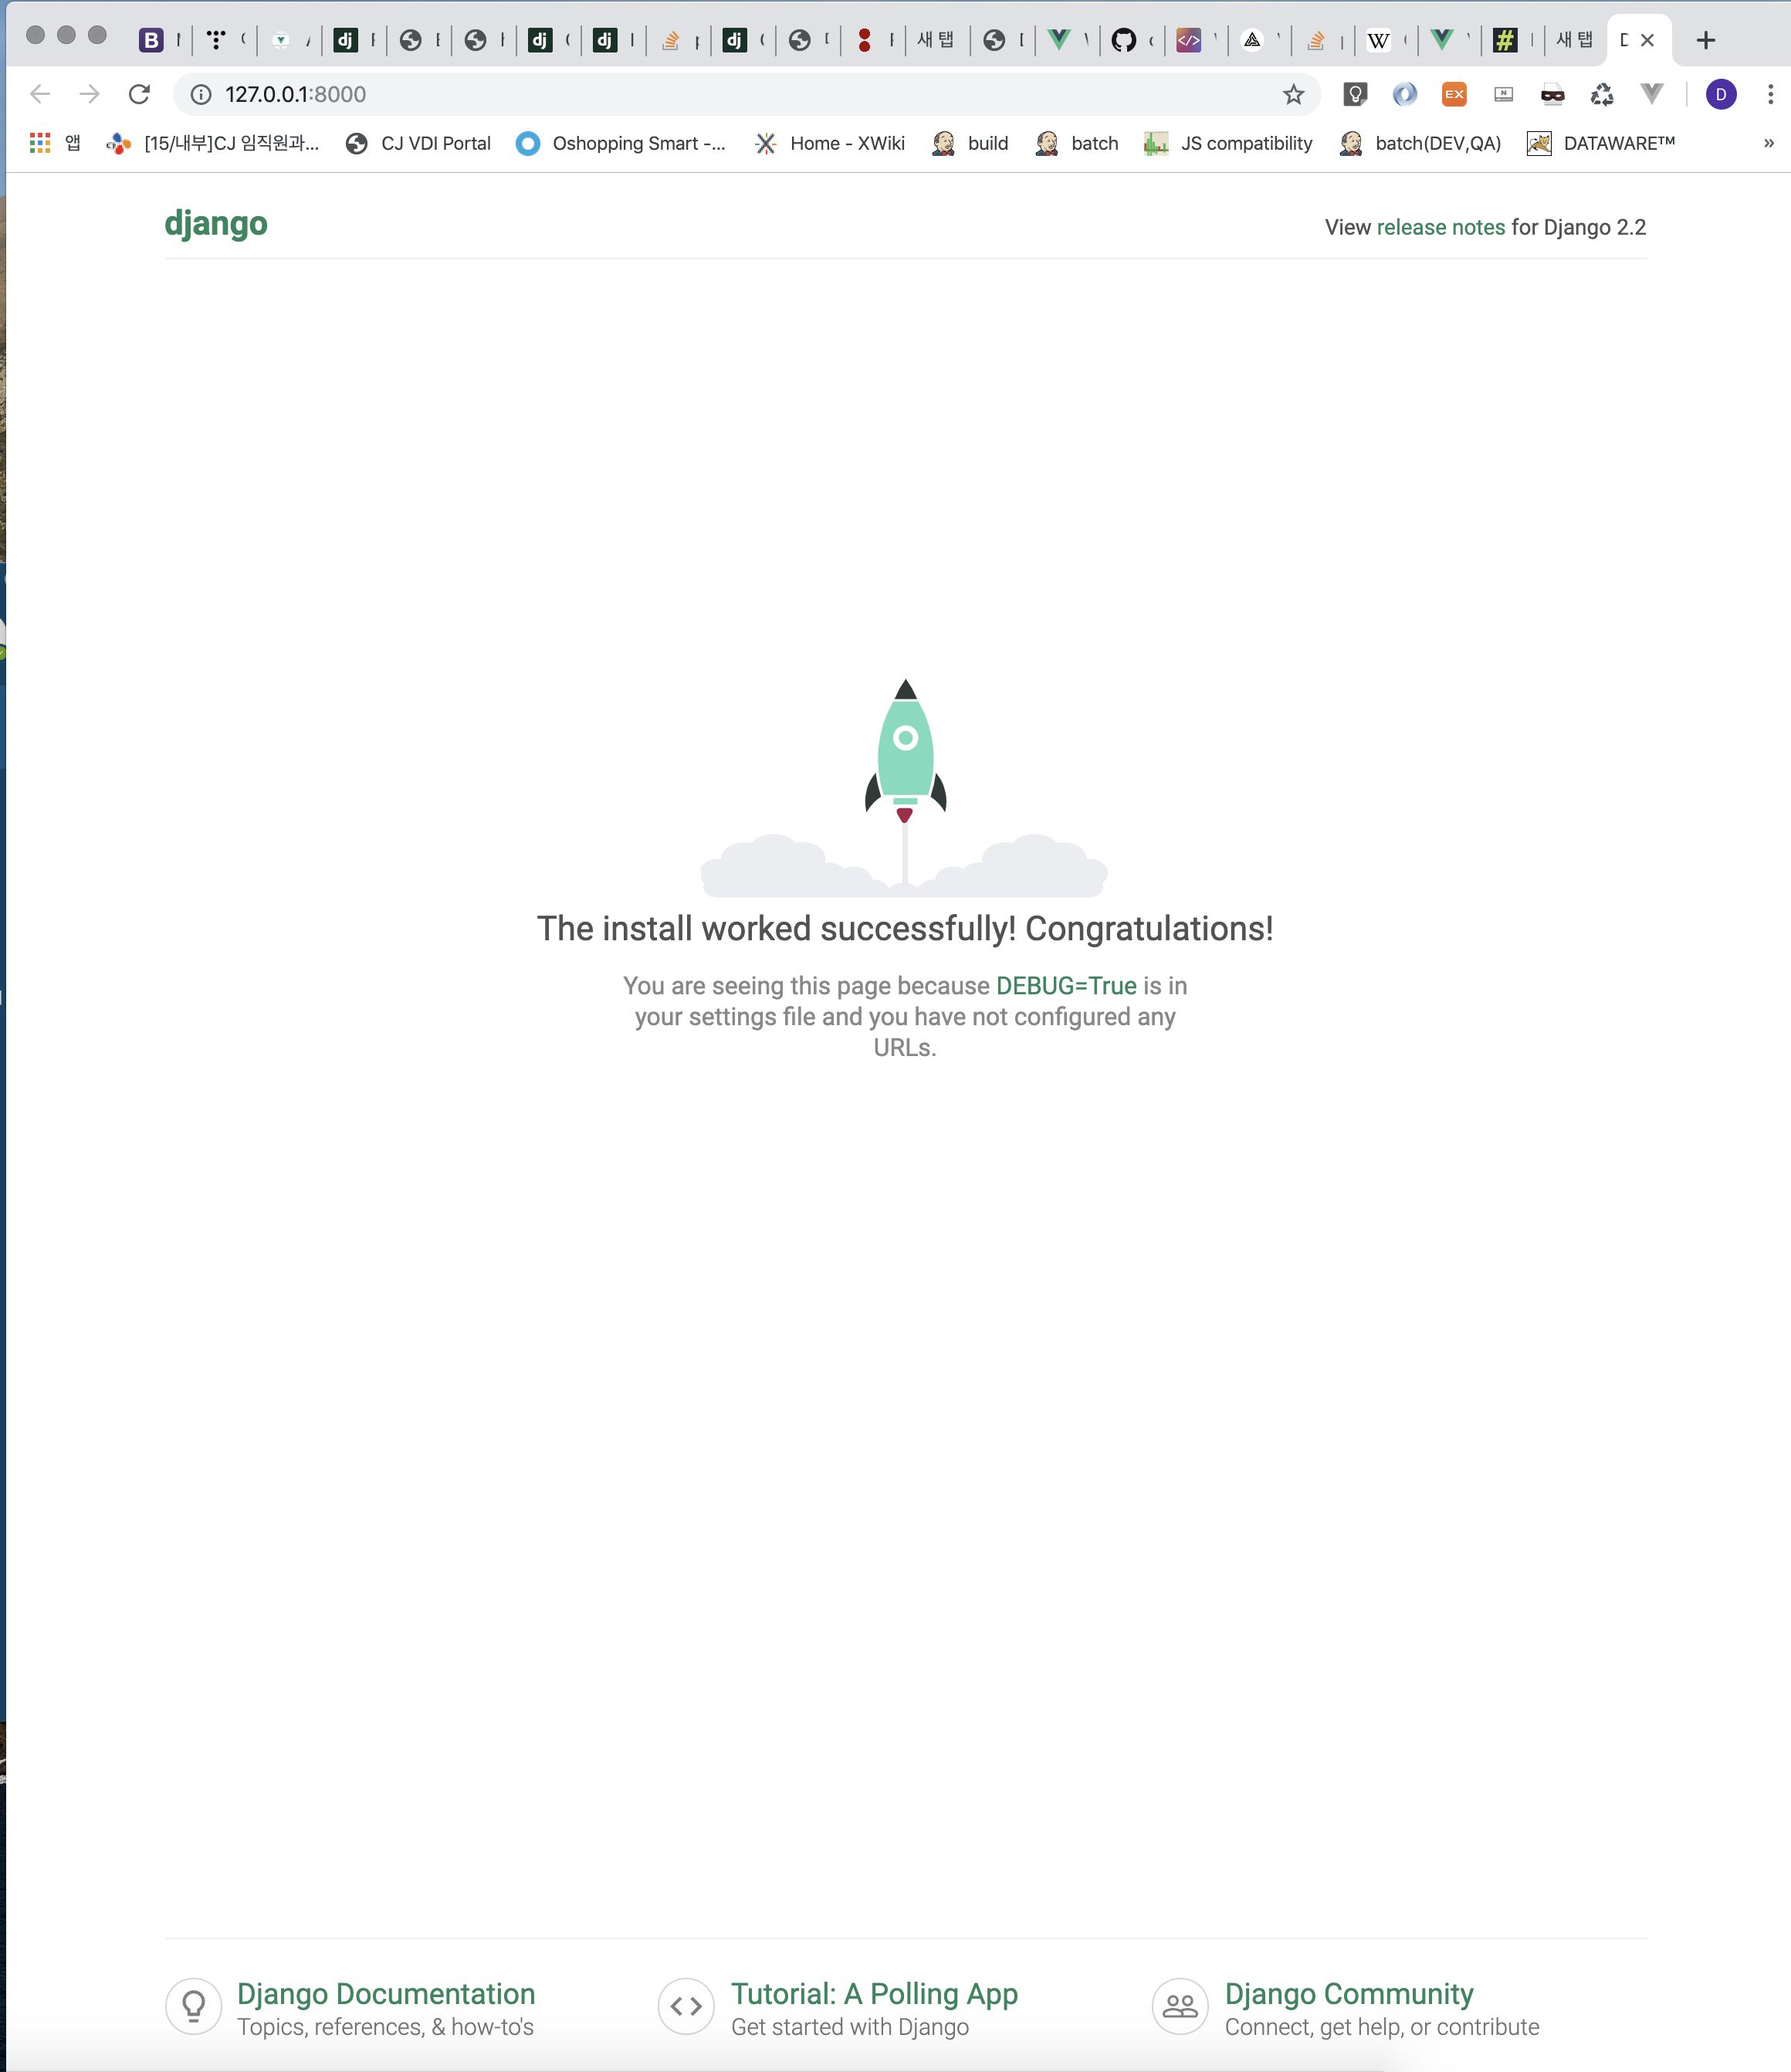 새 탭
새 탭
127.0.0.1:8000
앱
[15/내부]CJ 임직원과...
CJ VDI Portal
Oshopping Smart -...
Home - XWiki
build
batch
JS compatibility
batch(DEV,QA)
DATAWARE™
»
django
View release notes for Django 2.2
The install worked successfully! Congratulations!
You are seeing this page because DEBUG=True is in
your settings file and you have not configured any
URLs.
Django Documentation
Topics, references, & how-to's
Tutorial: A Polling App
Get started with Django
Django Community
Connect, get help, or contribute